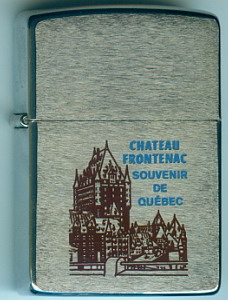 CHATEAU
FRONTENAC
SOUVENIR
DE
QUÉBEC